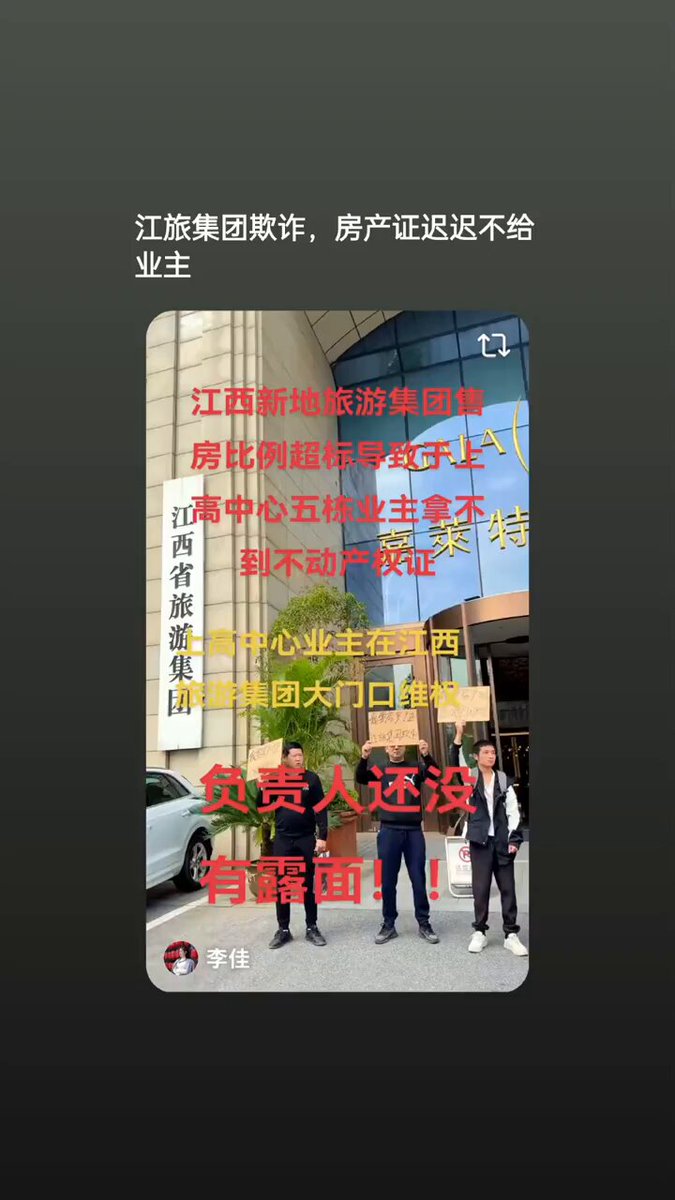 江旅集团欺诈，房产证迟迟不给
业主
江西新地旅游集团售
房比例超标导致于上
高中心五栋业主拿不
到不动产权证
GALA
嘉莱特
江西省旅游集团
上高中心业主在江西
旅游集团大门口维权
负责人还没
有露面！！
李佳